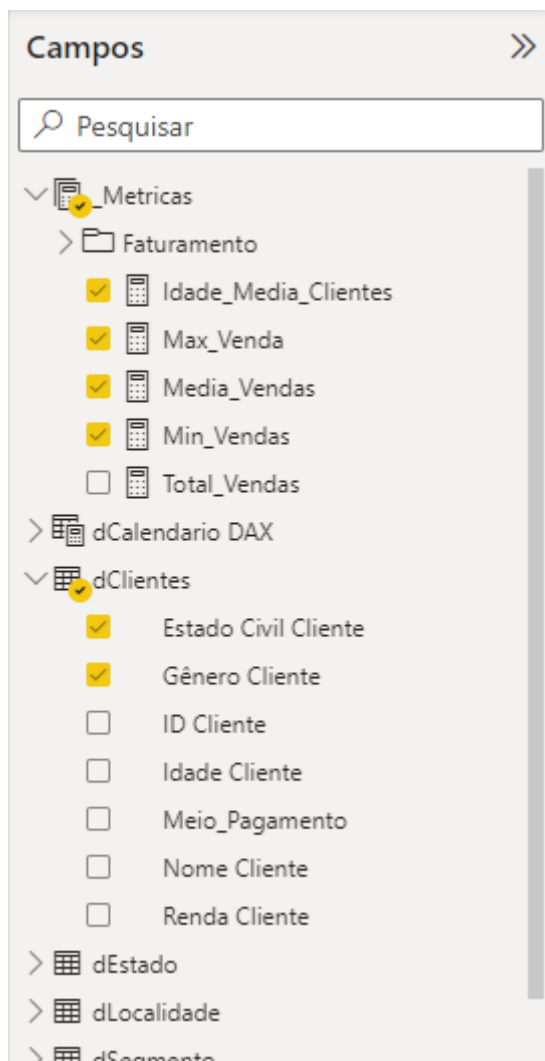 Campos
Pesquisar
_Metricas
Faturamento
Idade_Media_Clientes
Max_Venda
Media_Vendas
Min_Vendas
Total_Vendas
dCalendario DAX
dClientes
Estado Civil Cliente
Gênero Cliente
ID Cliente
Idade Cliente
Meio_Pagamento
Nome Cliente
Renda Cliente
dEstado
dLocalidade
dSegmento